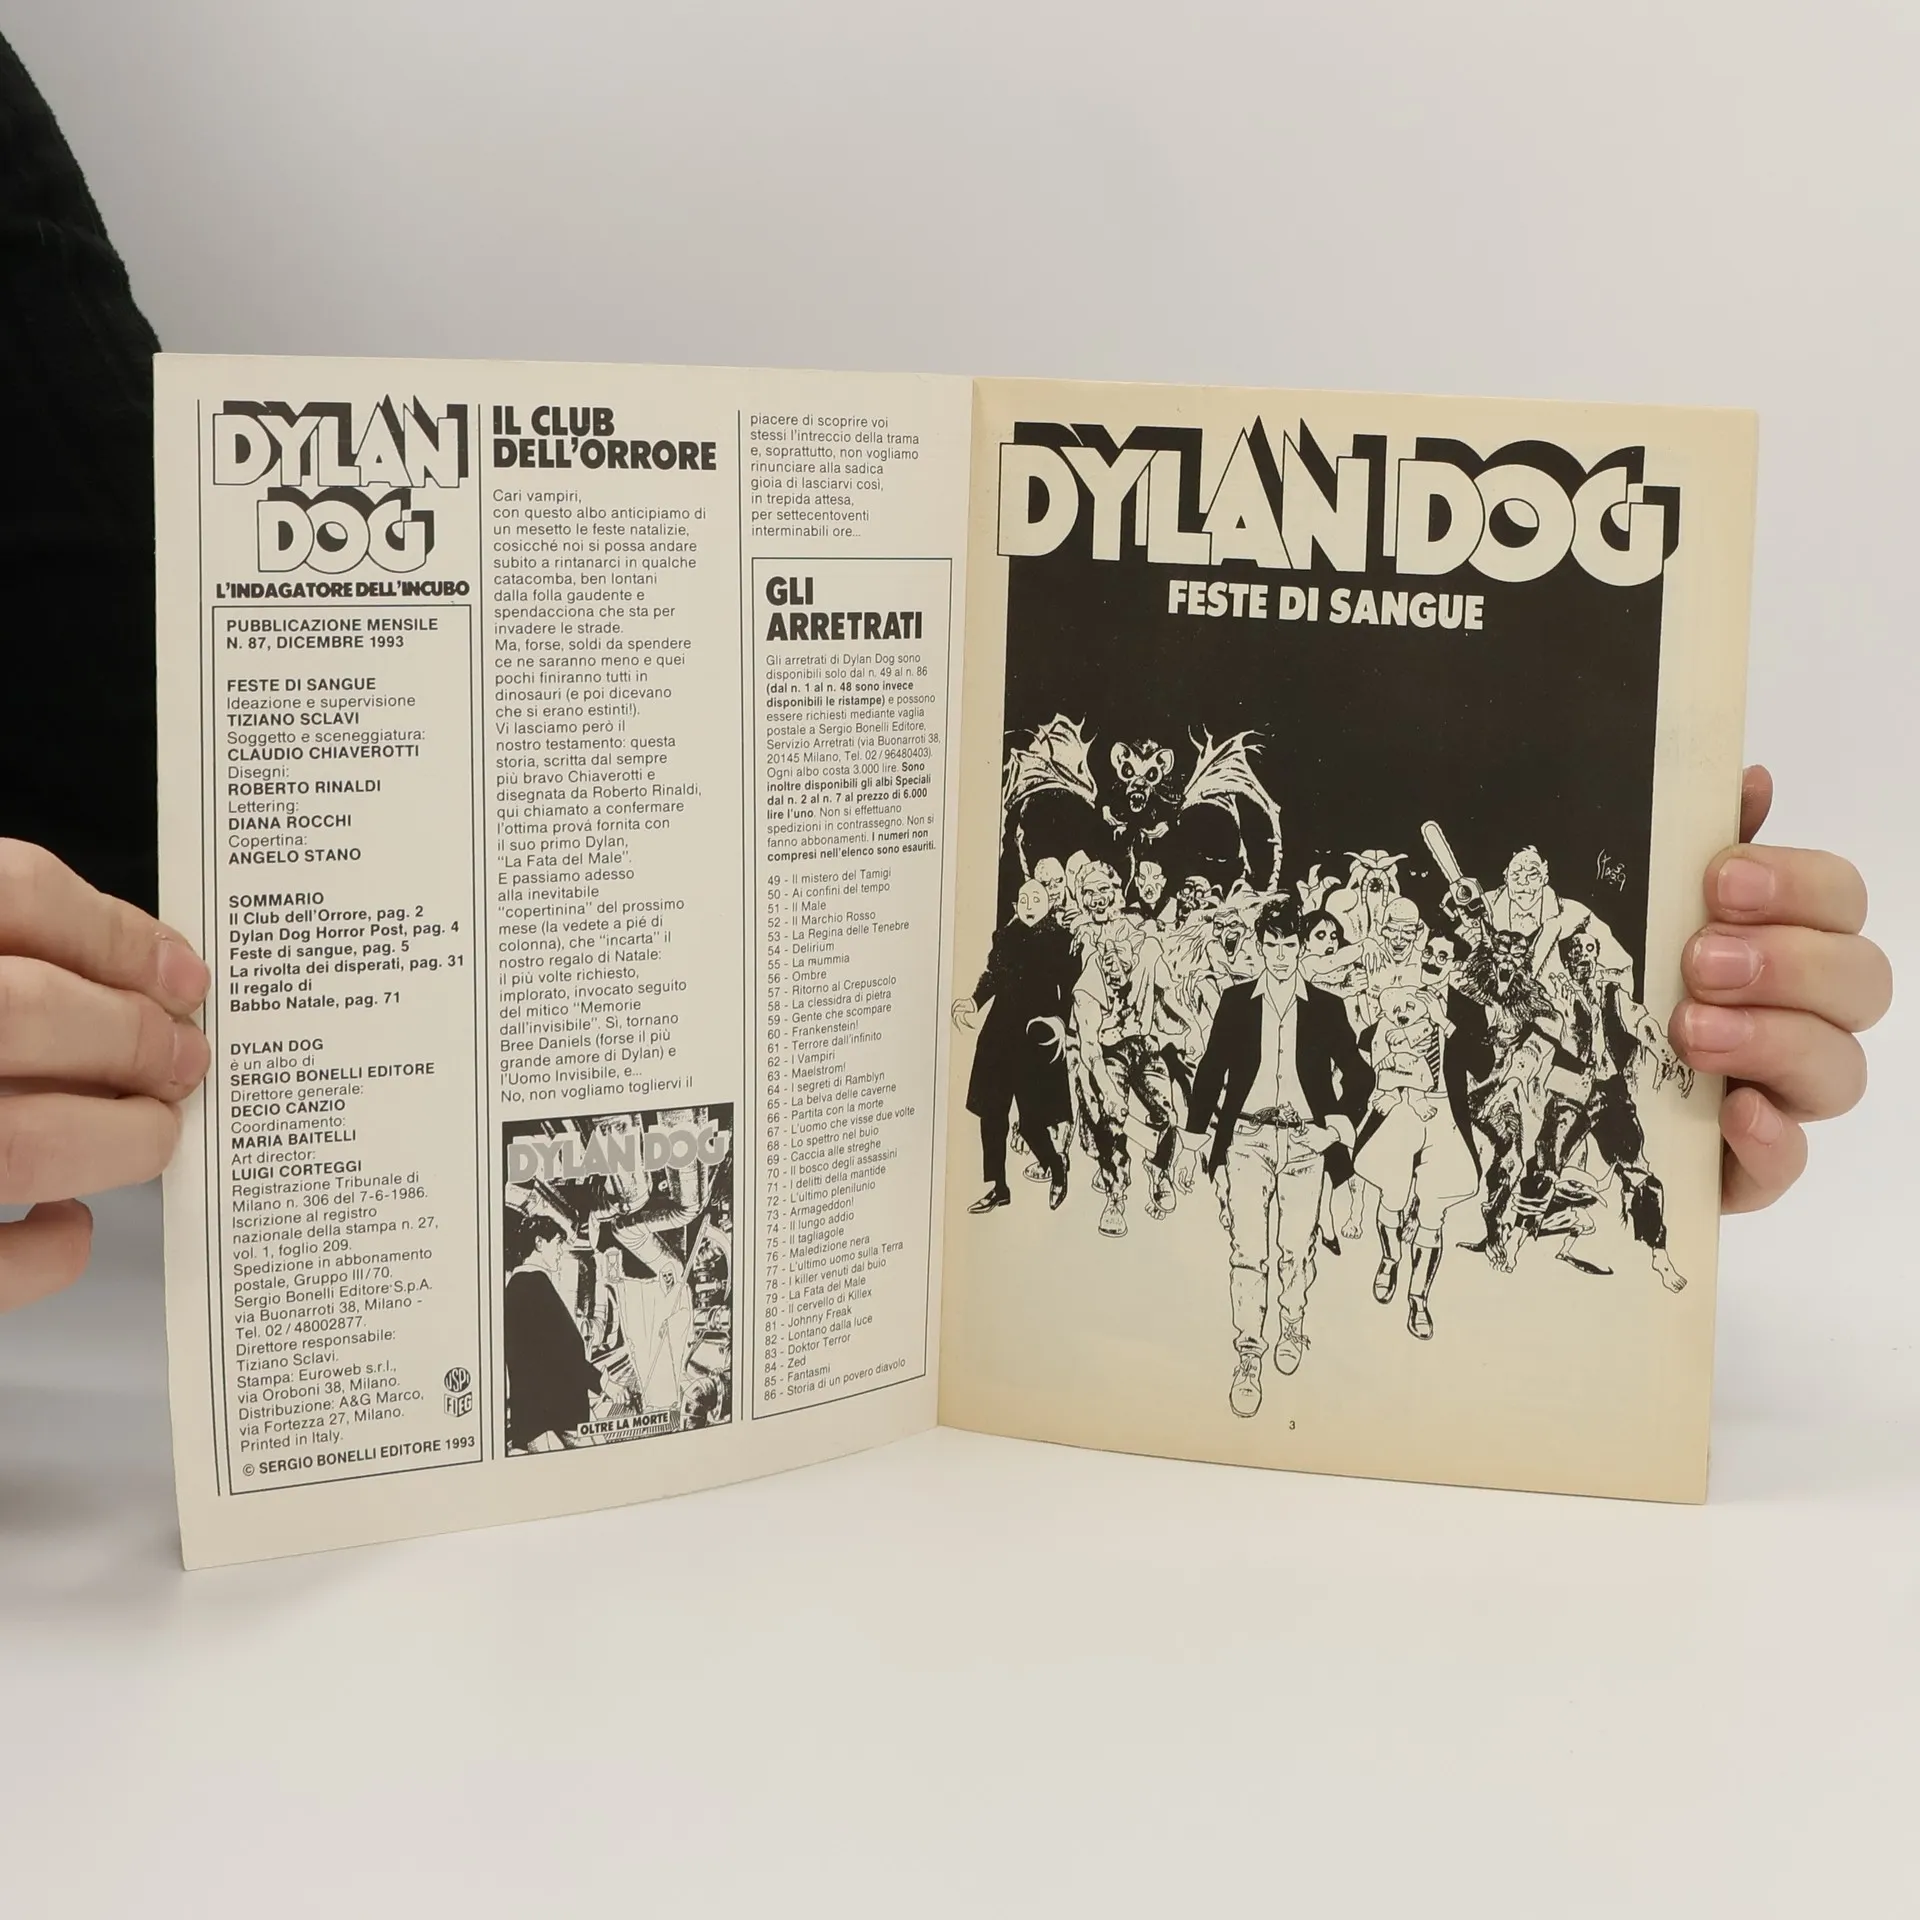 DYLAN
DOG
L'INDAGATORE DELL'INCUBO
PUBBLICAZIONE MENSILE
N. 87, DICEMBRE 1993
FESTE DI SANGUE
Ideazione e supervisione
TIZIANO SCLAVI
Soggetto e sceneggiatura:
CLAUDIO CHIAVEROTTI
Disegni:
ROBERTO RINALDI
Lettering:
DIANA ROCCHI
Copertina:
ANGELO STANO
SOMMARIO
Il Club dell'Orrore, pag. 2
Dylan Dog Horror Post, pag. 4
Feste di sangue, pag. 5
La rivolta dei disperati, pag. 31
Il regalo di
Babbo Natale, pag. 71
DYLAN DOG
è un albo di
SERGIO BONELLI EDITORE
Direttore generale:
DECIO CANZIO
Coordinamento:
MARIA BAITELLI
Art director:
LUIGI CORTEGGI
Registrazione Tribunale di
Milano n. 306 del 7-6-1986.
Iscrizione al registro
nazionale della stampa n. 27,
vol. 1, foglio 209.
Spedizione in abbonamento
postale, Gruppo III/70.
Sergio Bonelli Editore S.p.A.
via Buonarroti 38, Milano -
Tel. 02/48002877.
Direttore responsabile:
Tiziano Sclavi.
Stampa: Euroweb s.r.l.,
via Oroboni 38, Milano.
Distribuzione: A&G Marco,
via Fortezza 27, Milano.
Printed in Italy.
USPI
FIEG
© SERGIO BONELLI EDITORE 1993
IL CLUB
DELL'ORRORE
Cari vampiri,
con questo albo anticipiamo di
un mesetto le feste natalizie,
cosicché noi si possa andare
subito a rintanarci in qualche
catacomba, ben lontani
dalla folla gaudente e
spendacciona che sta per
invadere le strade.
Ma, forse, soldi da spendere
ce ne saranno meno e quei
pochi finiranno tutti in
dinosauri (e poi dicevano
che si erano estinti!).
Vi lasciamo però il
nostro testamento: questa
storia, scritta dal sempre
più bravo Chiaverotti e
disegnata da Roberto Rinaldi,
qui chiamato a confermare
l'ottima prova fornita con
il suo primo Dylan,
"La Fata del Male".
E passiamo adesso
alla inevitabile
"copertinina" del prossimo
mese (la vedete a pié di
colonna), che "incarta" il
nostro regalo di Natale:
il più volte richiesto,
implorato, invocato seguito
del mitico "Memorie
dall'invisibile". Sì, tornano
Bree Daniels (forse il più
grande amore di Dylan) e
l'Uomo Invisibile, e...
No, non vogliamo togliervi il
DYLAN DOG
OLTRE LA MORTE
piacere di scoprire voi
stessi l'intreccio della trama
e, soprattutto, non vogliamo
rinunciare alla sadica
gioia di lasciarvi così,
in trepida attesa,
per settecentoventi
interminabili ore...
GLI
ARRETRATI
Gli arretrati di Dylan Dog sono
disponibili solo dal n. 49 al n. 86
(dal n. 1 al n. 48 sono invece
disponibili le ristampe) e possono
essere richiesti mediante vaglia
postale a Sergio Bonelli Editore,
Servizio Arretrati (via Buonarroti 38,
20145 Milano, Tel. 02/96480403).
Ogni albo costa 3.000 lire. Sono
inoltre disponibili gli albi Speciali
dal n. 2 al n. 7 al prezzo di 6.000
lire l'uno. Non si effettuano
spedizioni in contrassegno. Non si
fanno abbonamenti. I numeri non
compresi nell'elenco sono esauriti.
49 - Il mistero del Tamigi
50 - Ai confini del tempo
51 - Il Male
52 - Il Marchio Rosso
53 - La Regina delle Tenebre
54 - Delirium
55 - La mummia
56 - Ombre
57 - Ritorno al Crepuscolo
58 - La clessidra di pietra
59 - Gente che scompare
60 - Frankenstein!
61 - Terrore dall'infinito
62 - I Vampiri
63 - Maelstrom!
64 - I segreti di Ramblyn
65 - La belva delle caverne
66 - Partita con la morte
67 - L'uomo che visse due volte
68 - Lo spettro nel buio
69 - Caccia alle streghe
70 - Il bosco degli assassini
71 - I delitti della mantide
72 - L'ultimo plenilunio
73 - Armageddon!
74 - Il lungo addio
75 - Il tagliagole
76 - Maledizione nera
77 - L'ultimo uomo sulla Terra
78 - I killer venuti dal buio
79 - La Fata del Male
80 - Il cervello di Killex
81 - Johnny Freak
82 - Lontano dalla luce
83 - Doktor Terror
84 - Zed
85 - Fantasmi
86 - Storia di un povero diavolo
DYLAN DOG
FESTE DI SANGUE
3